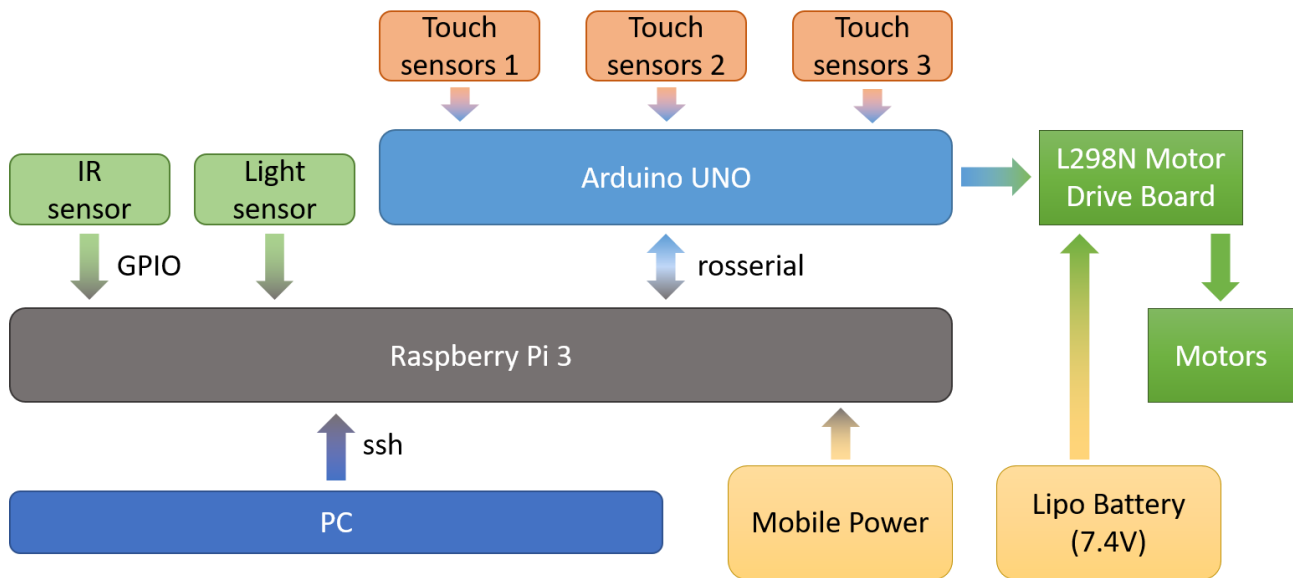 Touch
sensors 1
Touch
sensors 2
Touch
sensors 3
IR
sensor
Light
sensor
Arduino UNO
L298N Motor
Drive Board
GPIO
rosserial
Raspberry Pi 3
Motors
ssh
PC
Mobile Power
Lipo Battery
(7.4V)